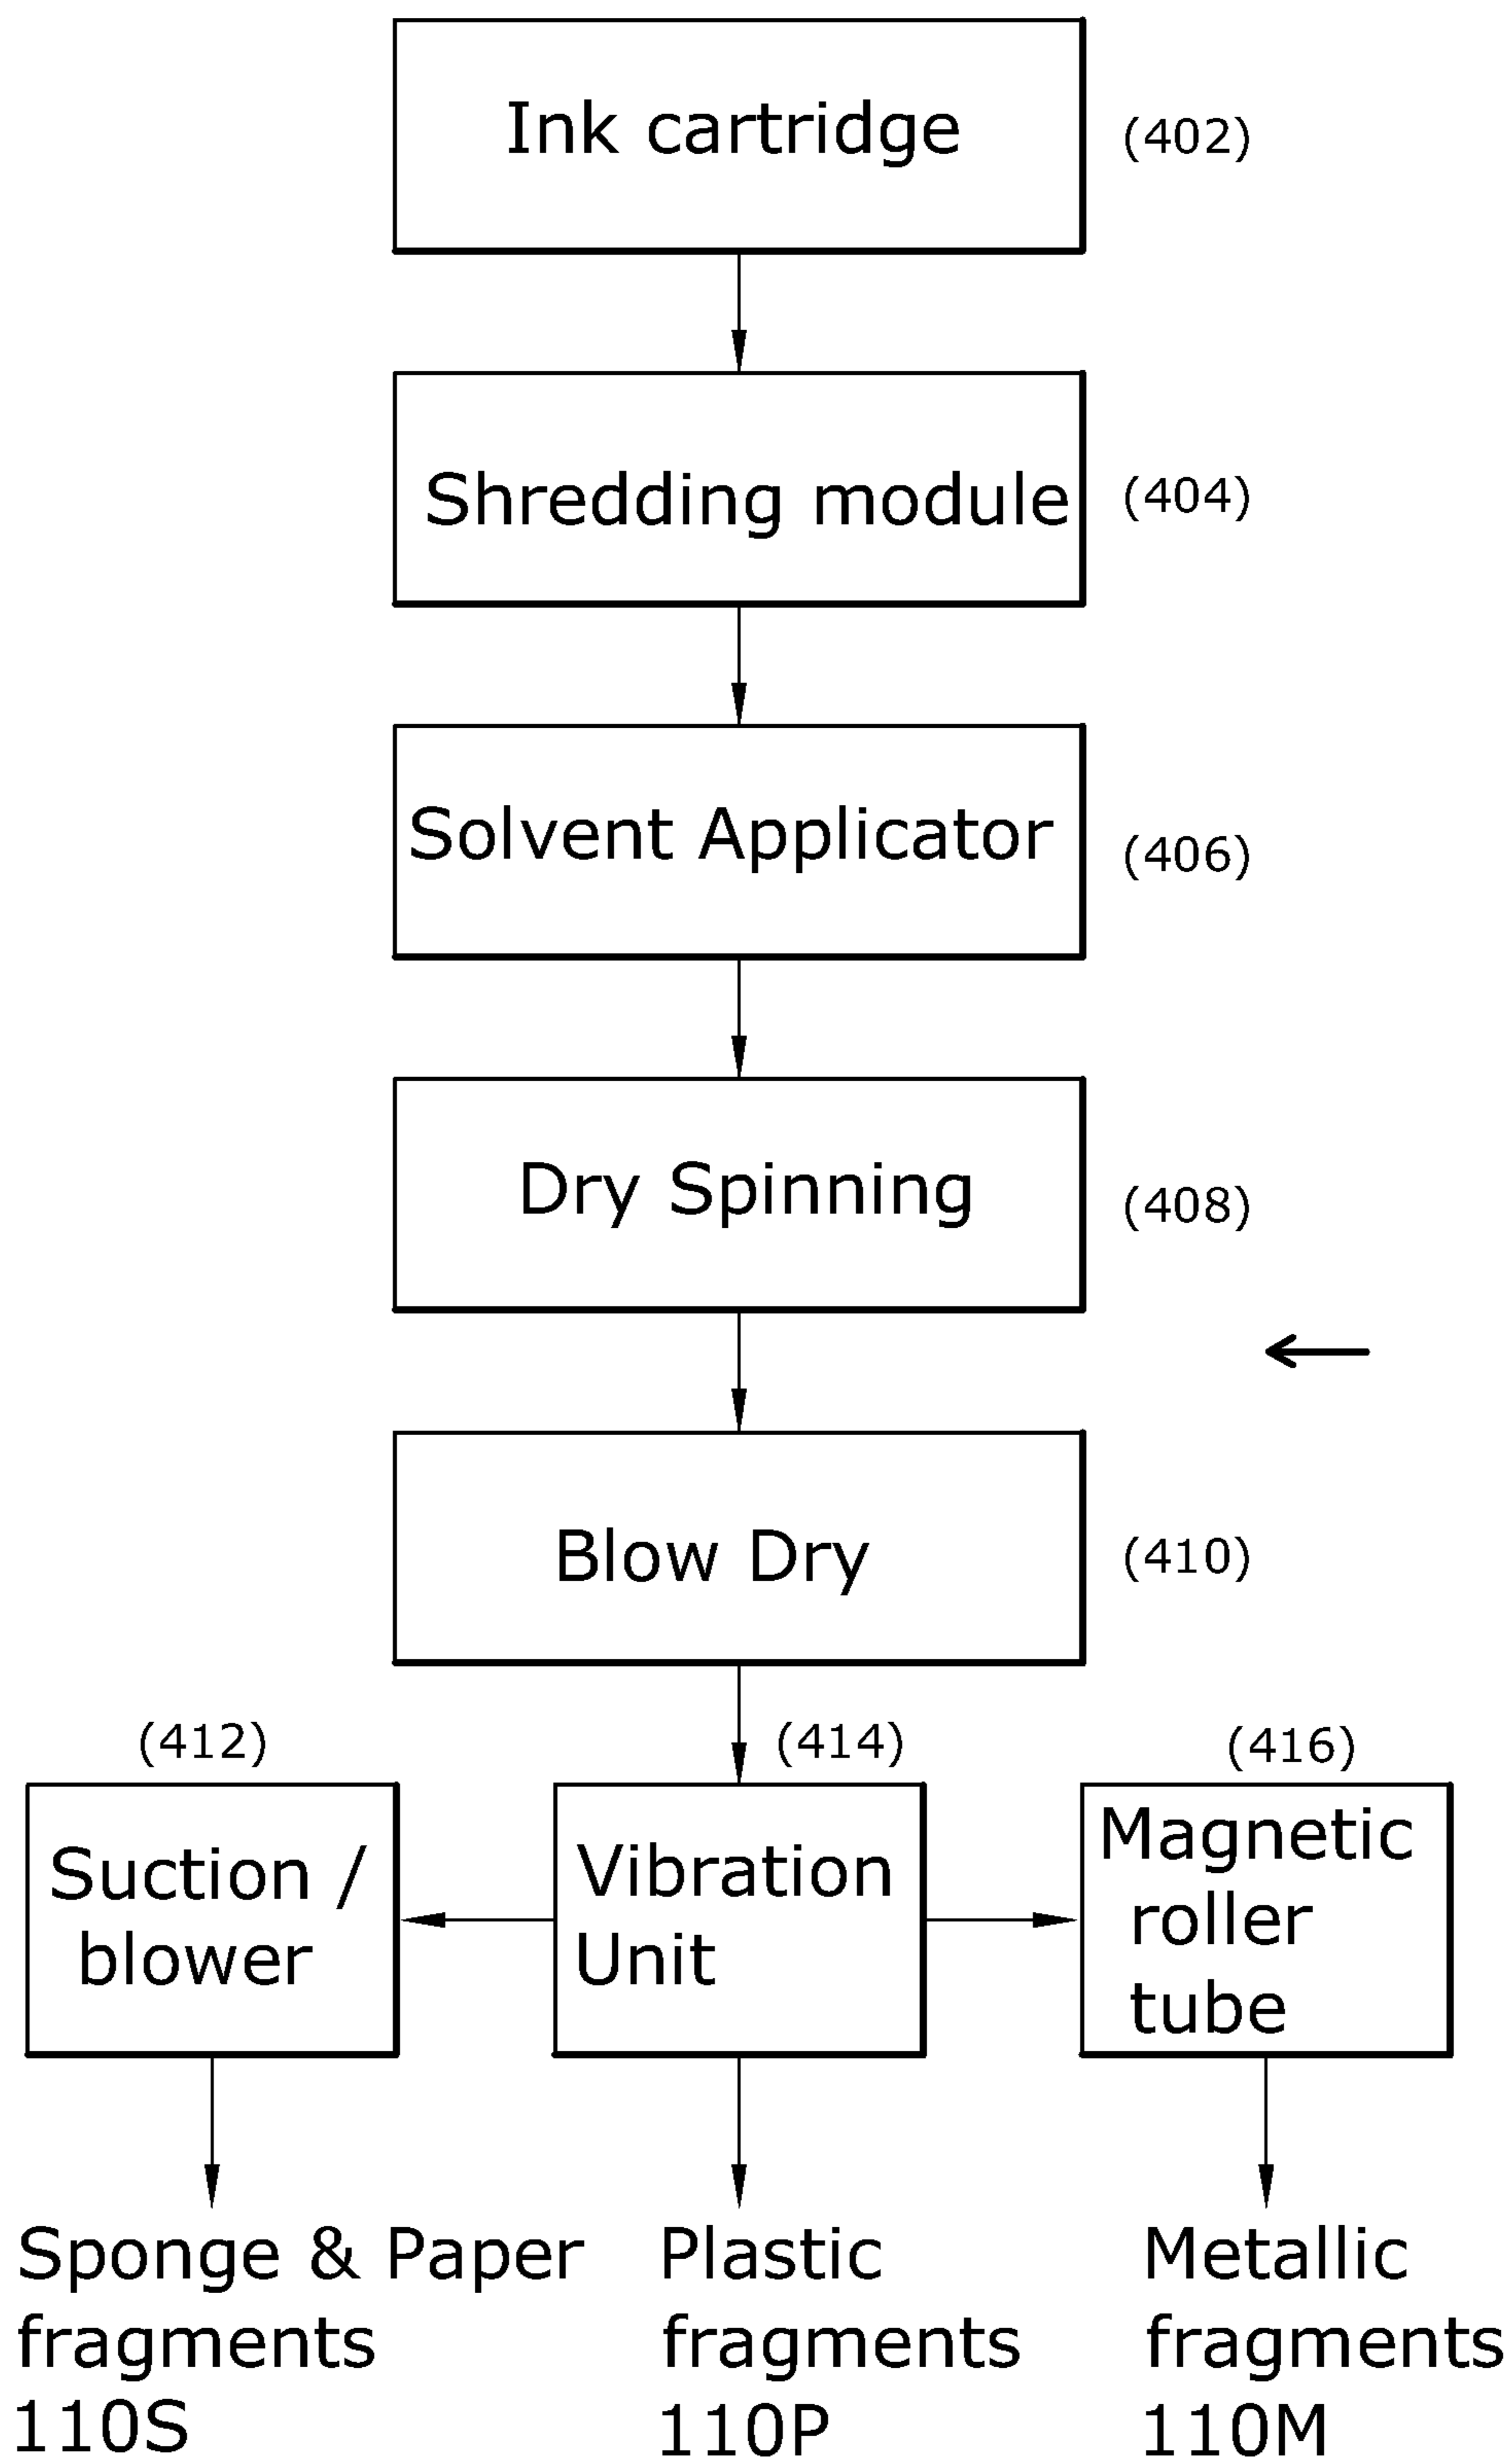 Ink cartridge
(402)
Shredding module
(404)
Solvent Applicator
(406)
Dry Spinning
(408)
Blow Dry
(410)
(412)
(414)
(416)
Suction /
blower
Vibration
Unit
Magnetic
roller
tube
Sponge & Paper
fragments
110S
Plastic
fragments
110P
Metallic
fragments
110M